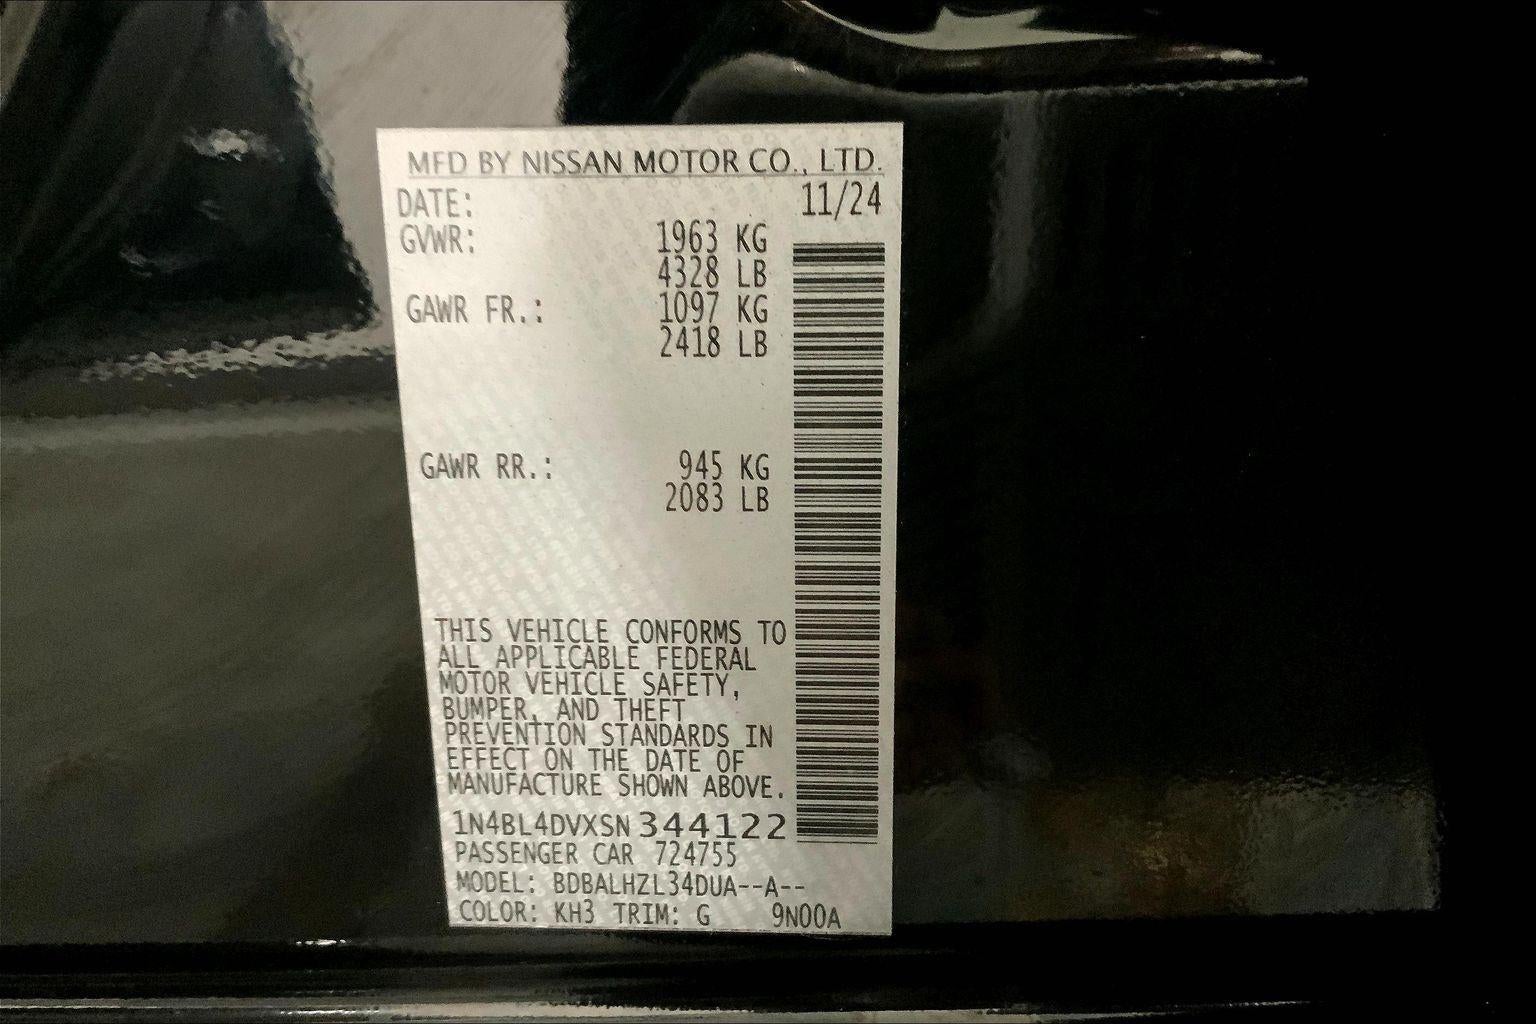 MFD BY NISSAN MOTOR CO., LTD.
DATE: 11/24
GVWR: 1963 KG
4328 LB
GAWR FR.: 1097 KG
2418 LB
GAWR RR.: 945 KG
2083 LB
THIS VEHICLE CONFORMS TO
ALL APPLICABLE FEDERAL
MOTOR VEHICLE SAFETY,
BUMPER, AND THEFT
PREVENTION STANDARDS IN
EFFECT ON THE DATE OF
MANUFACTURE SHOWN ABOVE.
1N4BL4DVXSN344122
PASSENGER CAR 724755
MODEL: BDBALHZL34DUA--A--
COLOR: KH3 TRIM: G 9N00A